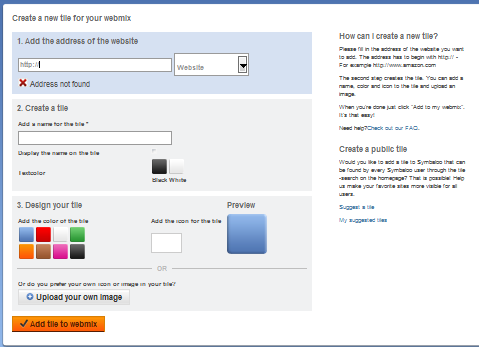 Create a new tile for your webmix
1. Add the address of the website
http://
Website
Address not found
2. Create a tile
Add a name for the tile *
Display the name on the tile
Textcolor
Black White
3. Design your tile
Add the color of the tile
Add the icon for the tile
Preview
OR
Or do you prefer your own icon or image in your tile?
Upload your own image
Add tile to webmix
How can I create a new tile?
Please fill in the address of the website you want
to add. The address has to begin with http:// -
For example http://www.amazon.com
The second step creates the tile. You can add a
name, color and icon to the tile and upload an
image.
When you're done just click "Add to my webmix".
It's that easy!
Need help?Check out our FAQ.
Create a public tile
Would you like to add a tile to Symbaloo that can
be found by every Symbaloo user through the tile
-search on the homepage? That is possible! Help
us make your favorite sites more visible for all
users.
Suggest a tile
My suggested tiles